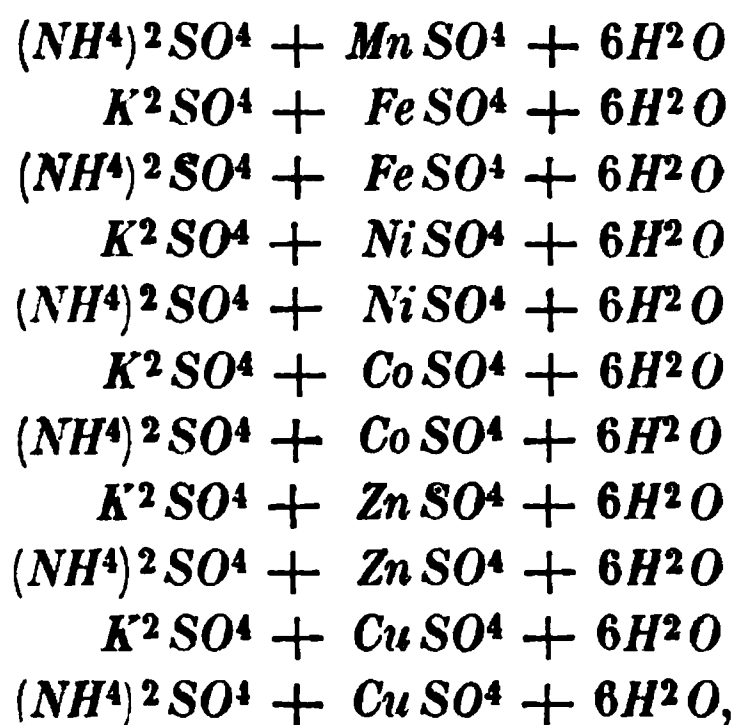 (NH⁴)²SO⁴ + MnSO⁴ + 6H²O
K²SO⁴ + FeSO⁴ + 6H²O
(NH⁴)²SO⁴ + FeSO⁴ + 6H²O
K²SO⁴ + NiSO⁴ + 6H²O
(NH⁴)²SO⁴ + NiSO⁴ + 6H²O
K²SO⁴ + CoSO⁴ + 6H²O
(NH⁴)²SO⁴ + CoSO⁴ + 6H²O
K²SO⁴ + ZnSO⁴ + 6H²O
(NH⁴)²SO⁴ + ZnSO⁴ + 6H²O
K²SO⁴ + CuSO⁴ + 6H²O
(NH⁴)²SO⁴ + CuSO⁴ + 6H²O,